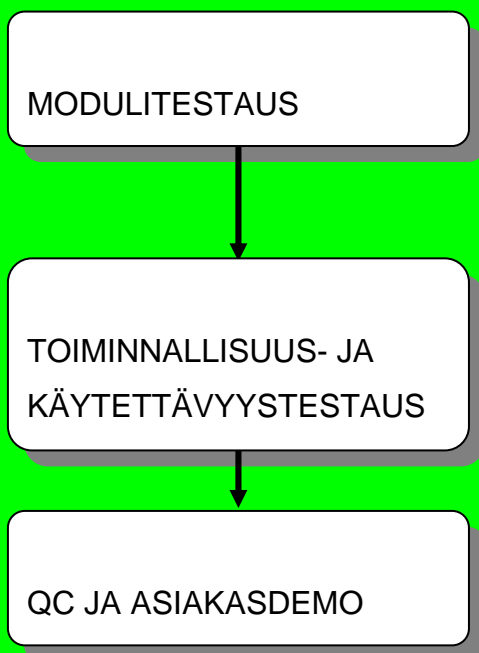 MODULITESTAUS
TOIMINNALLISUUS- JA
KÄYTETTÄVYYSTESTAUS
QC JA ASIAKASDEMO